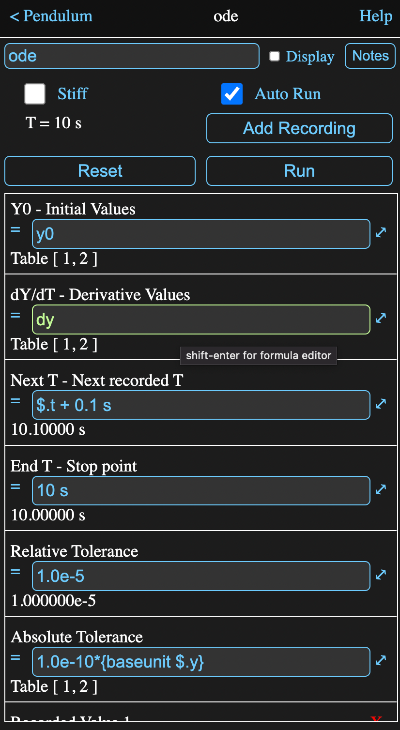 < Pendulum ode Help
ode Display Notes
Stiff Auto Run
T = 10 s Add Recording
Reset Run
Y0 - Initial Values
= y0
Table [ 1, 2 ]
dY/dT - Derivative Values
= dy
Table [ 1, 2 ]
shift-enter for formula editor
Next T - Next recorded T
= $.t + 0.1 s
10.10000 s
End T - Stop point
= 10 s
10.00000 s
Relative Tolerance
= 1.0e-5
1.000000e-5
Absolute Tolerance
= 1.0e-10*{baseunit $.y}
Table [ 1, 2 ]
Recorded Value 1 X